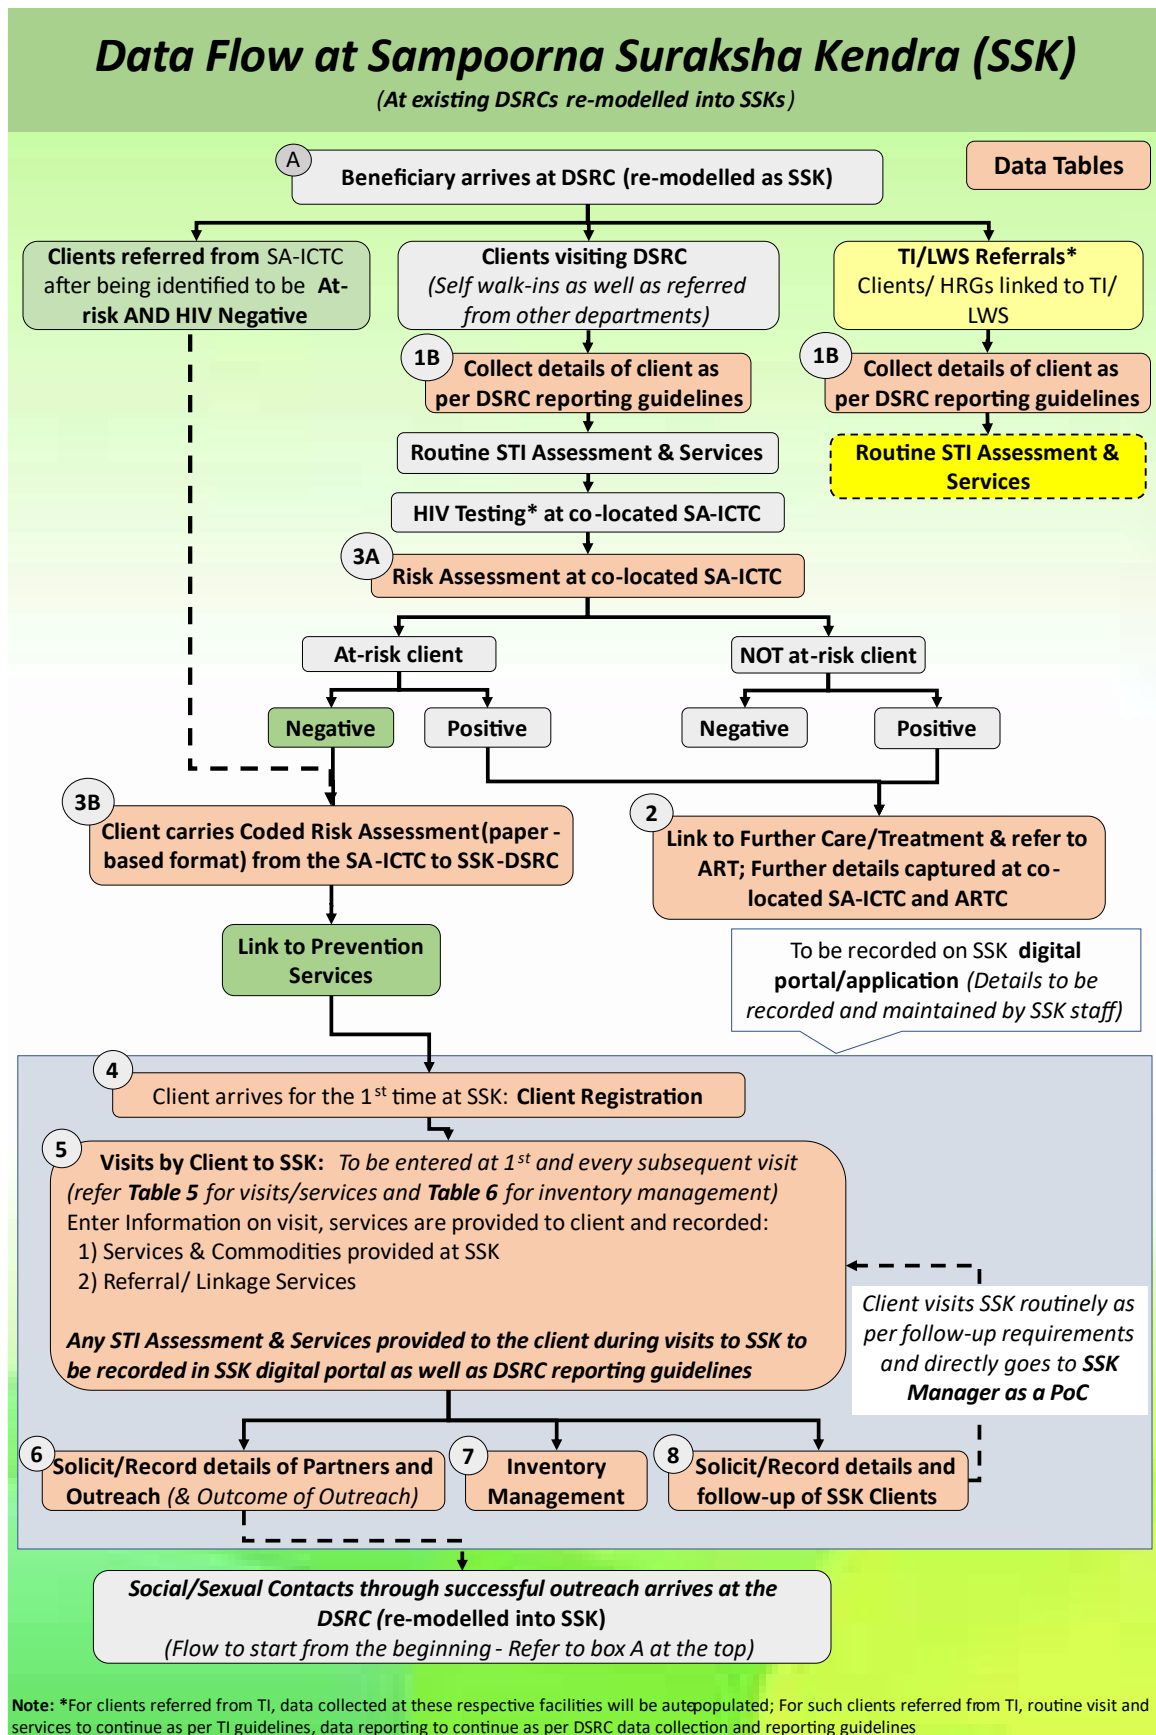 Data Flow at Sampoorna Suraksha Kendra (SSK)
(At existing DSRCs re-modelled into SSKs)
A
Beneficiary arrives at DSRC (re-modelled as SSK)
Data Tables
Clients referred from SA-ICTC
after being identified to be At-
risk AND HIV Negative
Clients visiting DSRC
(Self walk-ins as well as referred
from other departments)
TI/LWS Referrals*
Clients/ HRGs linked to TI/
LWS
1B
Collect details of client as
per DSRC reporting guidelines
1B
Collect details of client as
per DSRC reporting guidelines
Routine STI Assessment & Services
Routine STI Assessment &
Services
HIV Testing* at co-located SA-ICTC
3A
Risk Assessment at co-located SA-ICTC
At-risk client
NOT at-risk client
Negative
Positive
Negative
Positive
3B
Client carries Coded Risk Assessment (paper-
based format) from the SA-ICTC to SSK-DSRC
2
Link to Further Care/Treatment & refer to
ART; Further details captured at co-
located SA-ICTC and ARTC
Link to Prevention
Services
To be recorded on SSK digital
portal/application (Details to be
recorded and maintained by SSK staff)
4
Client arrives for the 1st time at SSK: Client Registration
5
Visits by Client to SSK: To be entered at 1st and every subsequent visit
(refer Table 5 for visits/services and Table 6 for inventory management)
Enter Information on visit, services are provided to client and recorded:
1) Services & Commodities provided at SSK
2) Referral/ Linkage Services
Any STI Assessment & Services provided to the client during visits to SSK to
be recorded in SSK digital portal as well as DSRC reporting guidelines
Client visits SSK routinely as
per follow-up requirements
and directly goes to SSK
Manager as a PoC
6
Solicit/Record details of Partners and
Outreach (& Outcome of Outreach)
7
Inventory
Management
8
Solicit/Record details and
follow-up of SSK Clients
Social/Sexual Contacts through successful outreach arrives at the
DSRC (re-modelled into SSK)
(Flow to start from the beginning - Refer to box A at the top)
Note: *For clients referred from TI, data collected at these respective facilities will be autopopulated; For such clients referred from TI, routine visit and
services to continue as per TI guidelines, data reporting to continue as per DSRC data collection and reporting guidelines